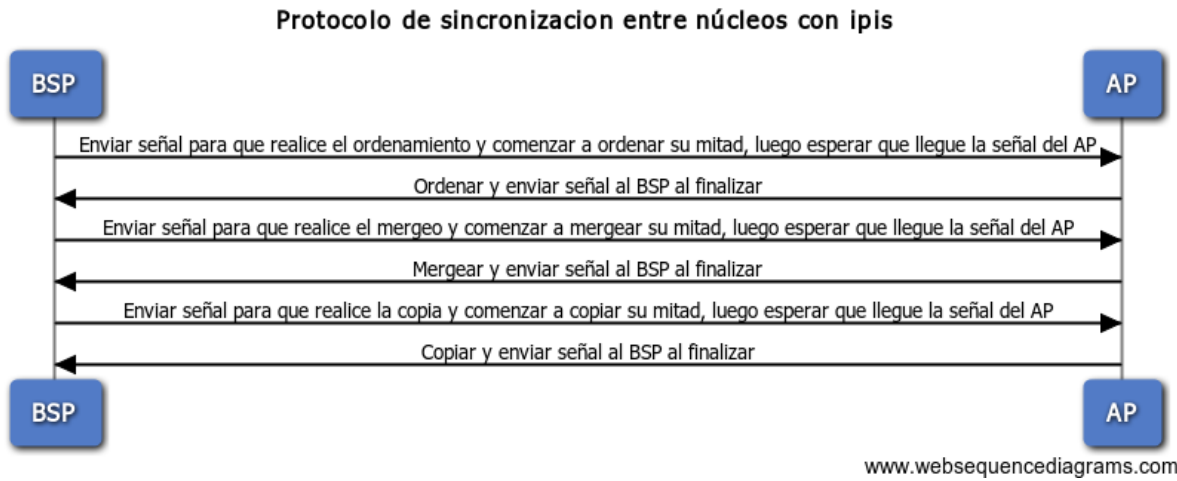 Protocolo de sincronizacion entre núcleos con ipis
BSP
AP
Enviar señal para que realice el ordenamiento y comenzar a ordenar su mitad, luego esperar que llegue la señal del AP
Ordenar y enviar señal al BSP al finalizar
Enviar señal para que realice el mergeo y comenzar a mergear su mitad, luego esperar que llegue la señal del AP
Mergear y enviar señal al BSP al finalizar
Enviar señal para que realice la copia y comenzar a copiar su mitad, luego esperar que llegue la señal del AP
Copiar y enviar señal al BSP al finalizar
BSP
AP
www.websequencediagrams.com